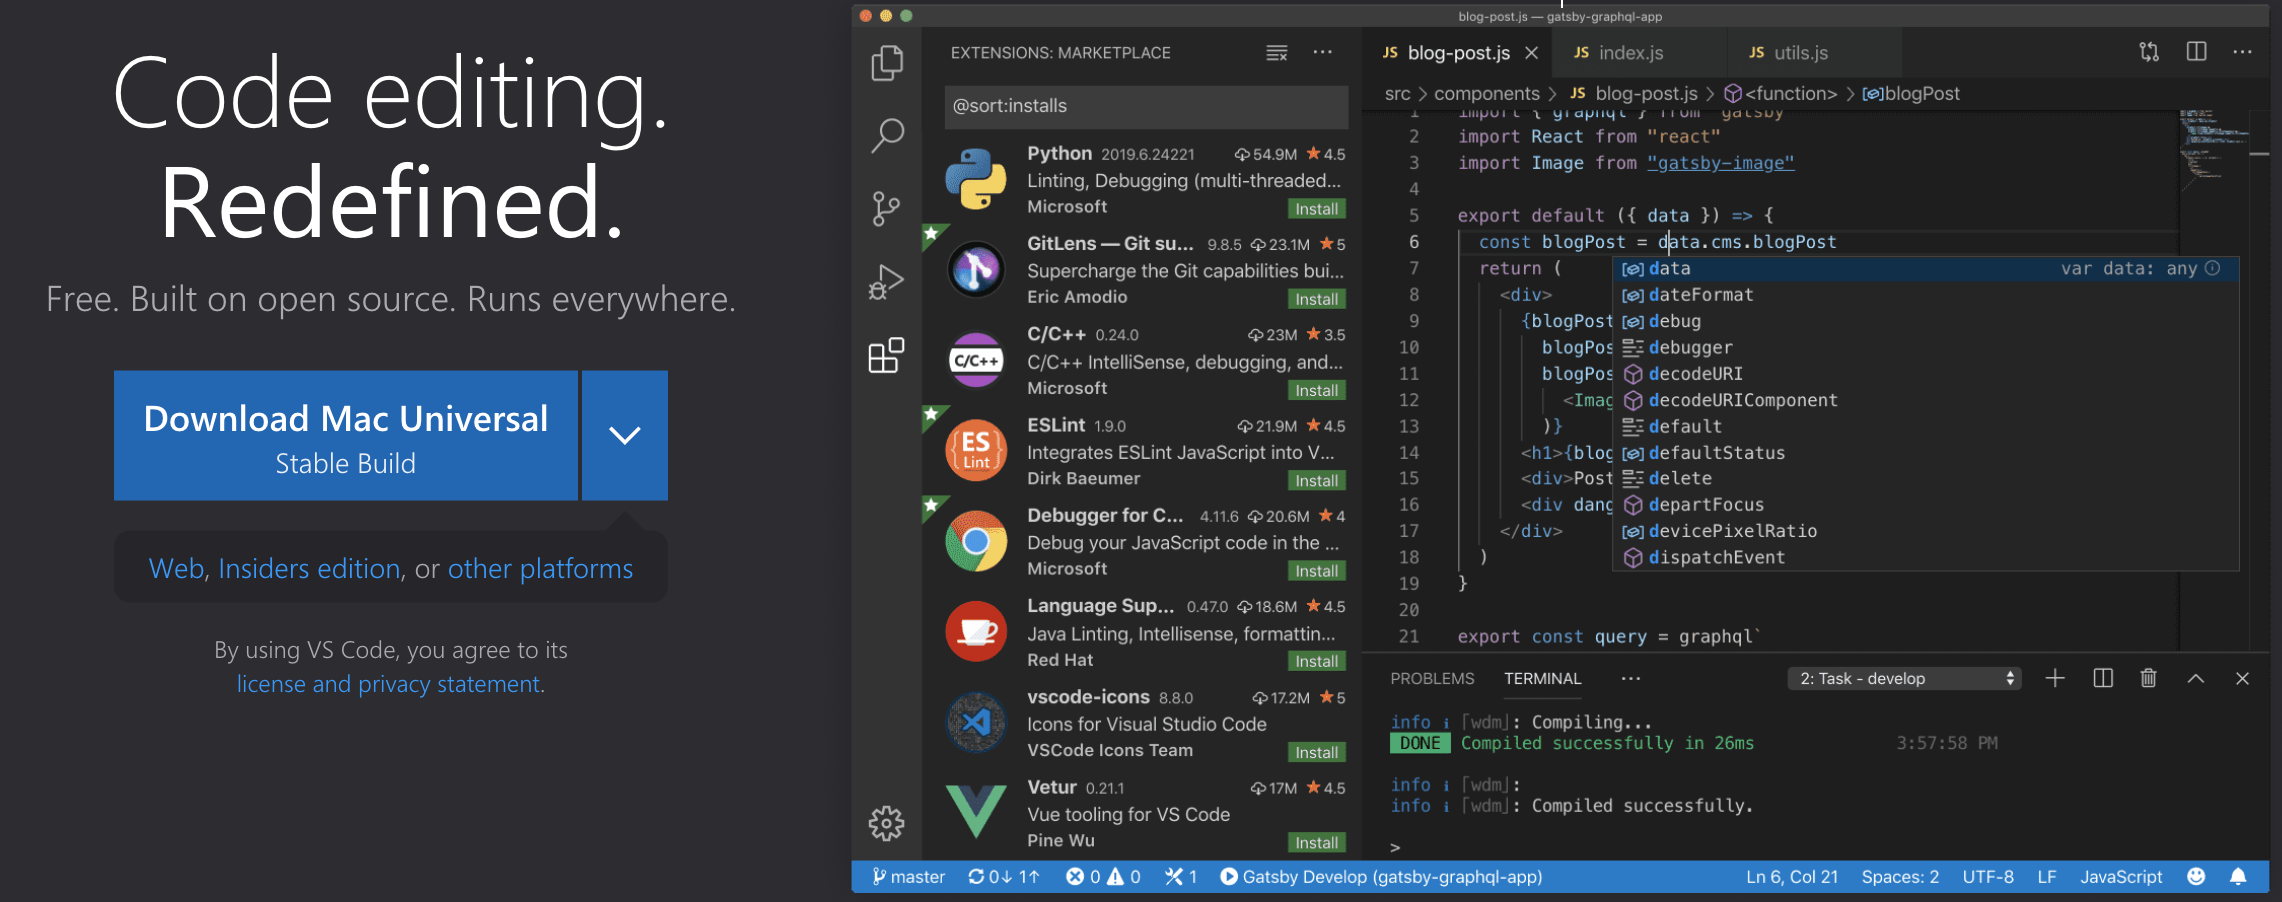 Code editing.
Redefined.
Free. Built on open source. Runs everywhere.
Download Mac Universal
Stable Build
Web, Insiders edition, or other platforms
By using VS Code, you agree to its
license and privacy statement.
blog-post.js — gatsby-graphql-app
EXTENSIONS: MARKETPLACE
@sort:installs
Python 2019.6.24221 54.9M 4.5
Linting, Debugging (multi-threaded...
Microsoft Install
GitLens — Git su... 9.8.5 23.1M 5
Supercharge the Git capabilities bui...
Eric Amodio Install
C/C++
C/C++ 0.24.0 23M 3.5
C/C++ IntelliSense, debugging, and...
Microsoft Install
ES
Lint
ESLint 1.9.0 21.9M 4.5
Integrates ESLint JavaScript into V...
Dirk Baeumer Install
Debugger for C... 4.11.6 20.6M 4
Debug your JavaScript code in the ...
Microsoft Install
Language Sup... 0.47.0 18.6M 4.5
Java Linting, Intellisense, formattin...
Red Hat Install
vscode-icons 8.8.0 17.2M 5
Icons for Visual Studio Code
VSCode Icons Team Install
Vetur 0.21.1 17M 4.5
Vue tooling for VS Code
Pine Wu Install
JS blog-post.js JS index.js JS utils.js
src > components > JS blog-post.js > <function> > blogPost
1 import { graphql } from "gatsby"
2 import React from "react"
3 import Image from "gatsby-image"
4
5 export default ({ data }) => {
6 const blogPost = data.cms.blogPost
7 return (
8 <div>
9 {blogPost
10 blogPos
11 blogPos
12 <Imag
13 )}
14 <h1>{blog
15 <div>Post
16 <div dang
17 </div>
18 )
19 }
20
21 export const query = graphql`
data var data: any
dateFormat
debug
debugger
decodeURI
decodeURIComponent
default
defaultStatus
delete
departFocus
devicePixelRatio
dispatchEvent
PROBLEMS TERMINAL ... 2: Task - develop
info i ｢wdm｣: Compiling...
DONE Compiled successfully in 26ms 3:57:58 PM
info i ｢wdm｣:
info i ｢wdm｣: Compiled successfully.
>
master 0↓ 1↑ 0 0 1 Gatsby Develop (gatsby-graphql-app) Ln 6, Col 21 Spaces: 2 UTF-8 LF JavaScript